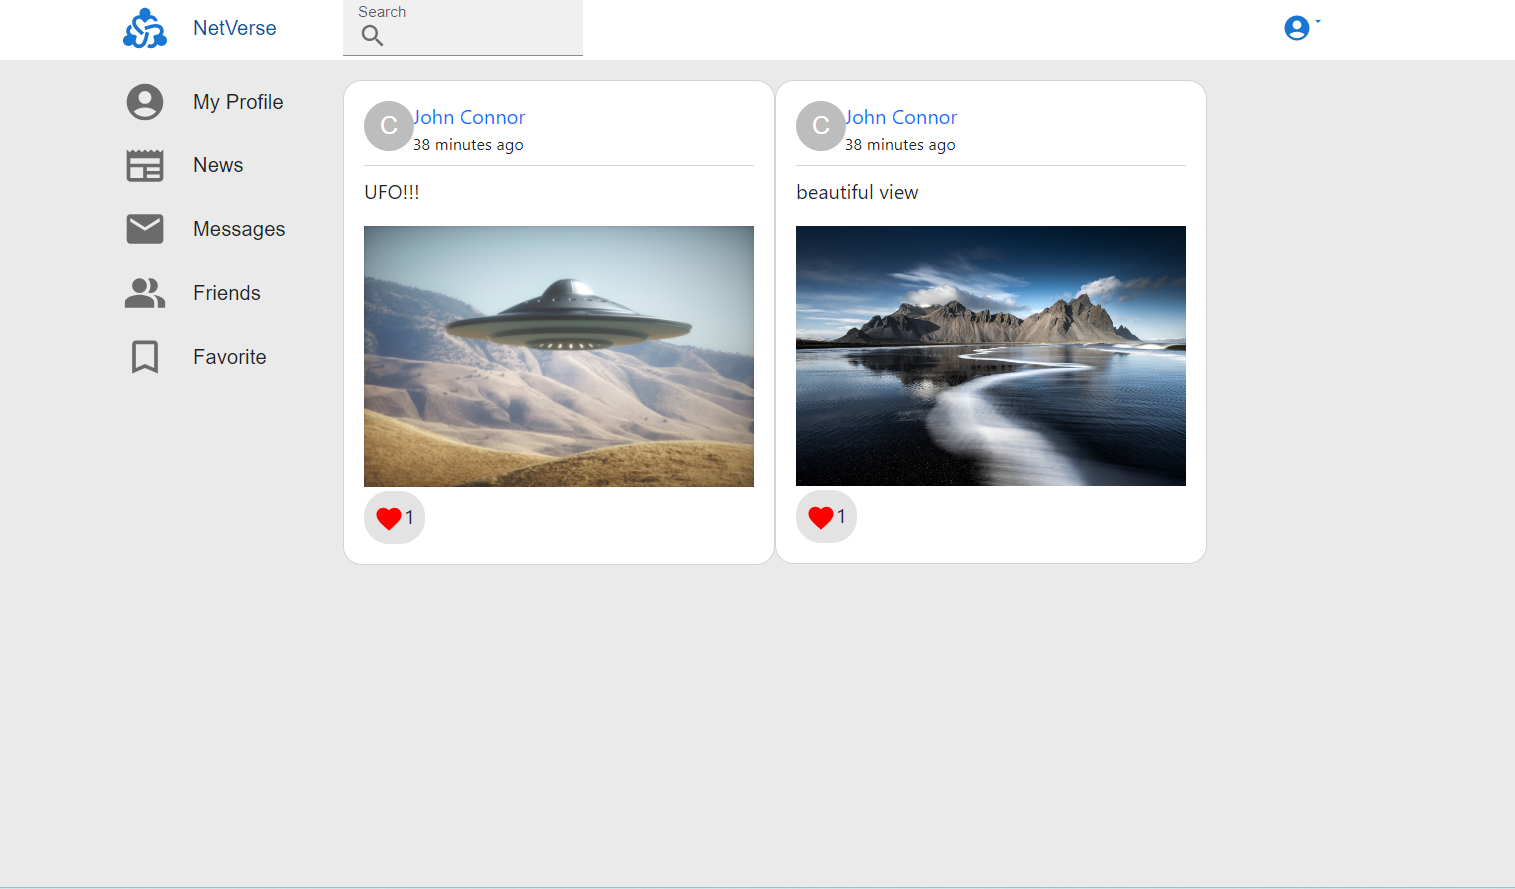 NetVerse
Search
My Profile
News
Messages
Friends
Favorite
C
John Connor
38 minutes ago
UFO!!!
1
C
John Connor
38 minutes ago
beautiful view
1